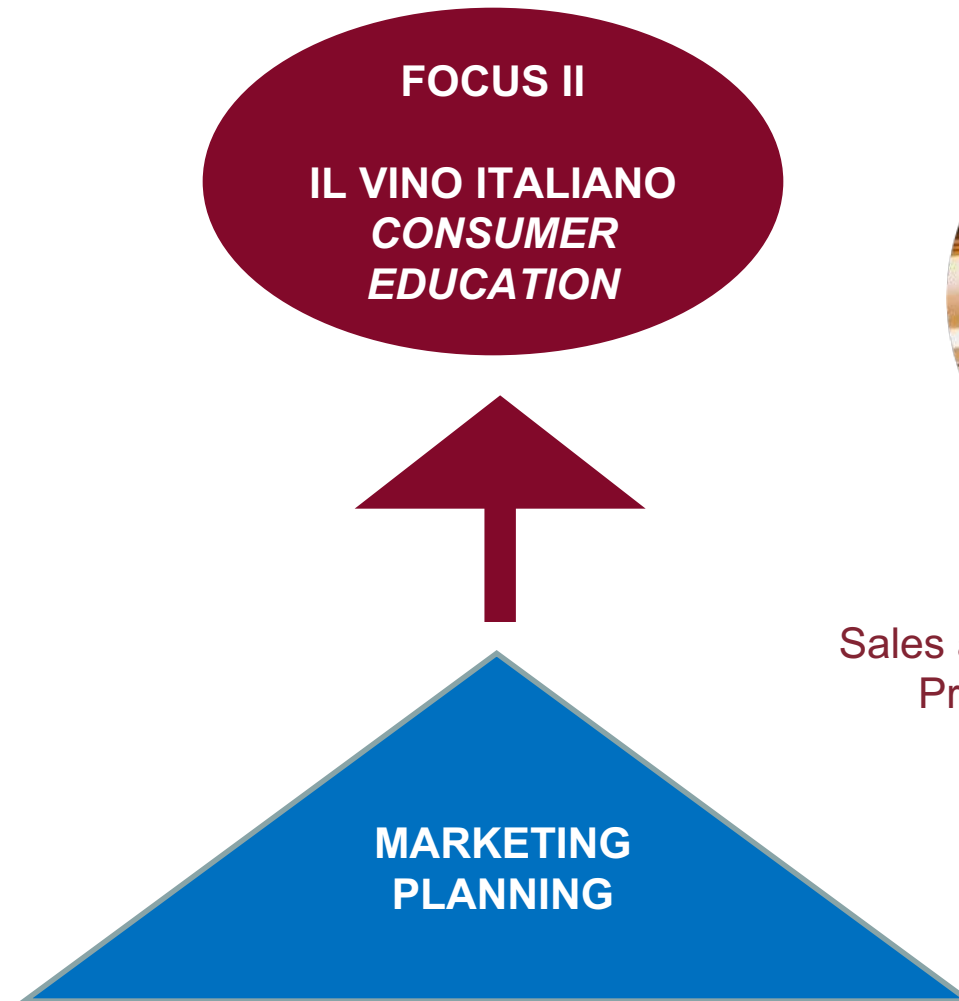 FOCUS II
IL VINO ITALIANO
CONSUMER
EDUCATION
Sales
MARKETING
PLANNING